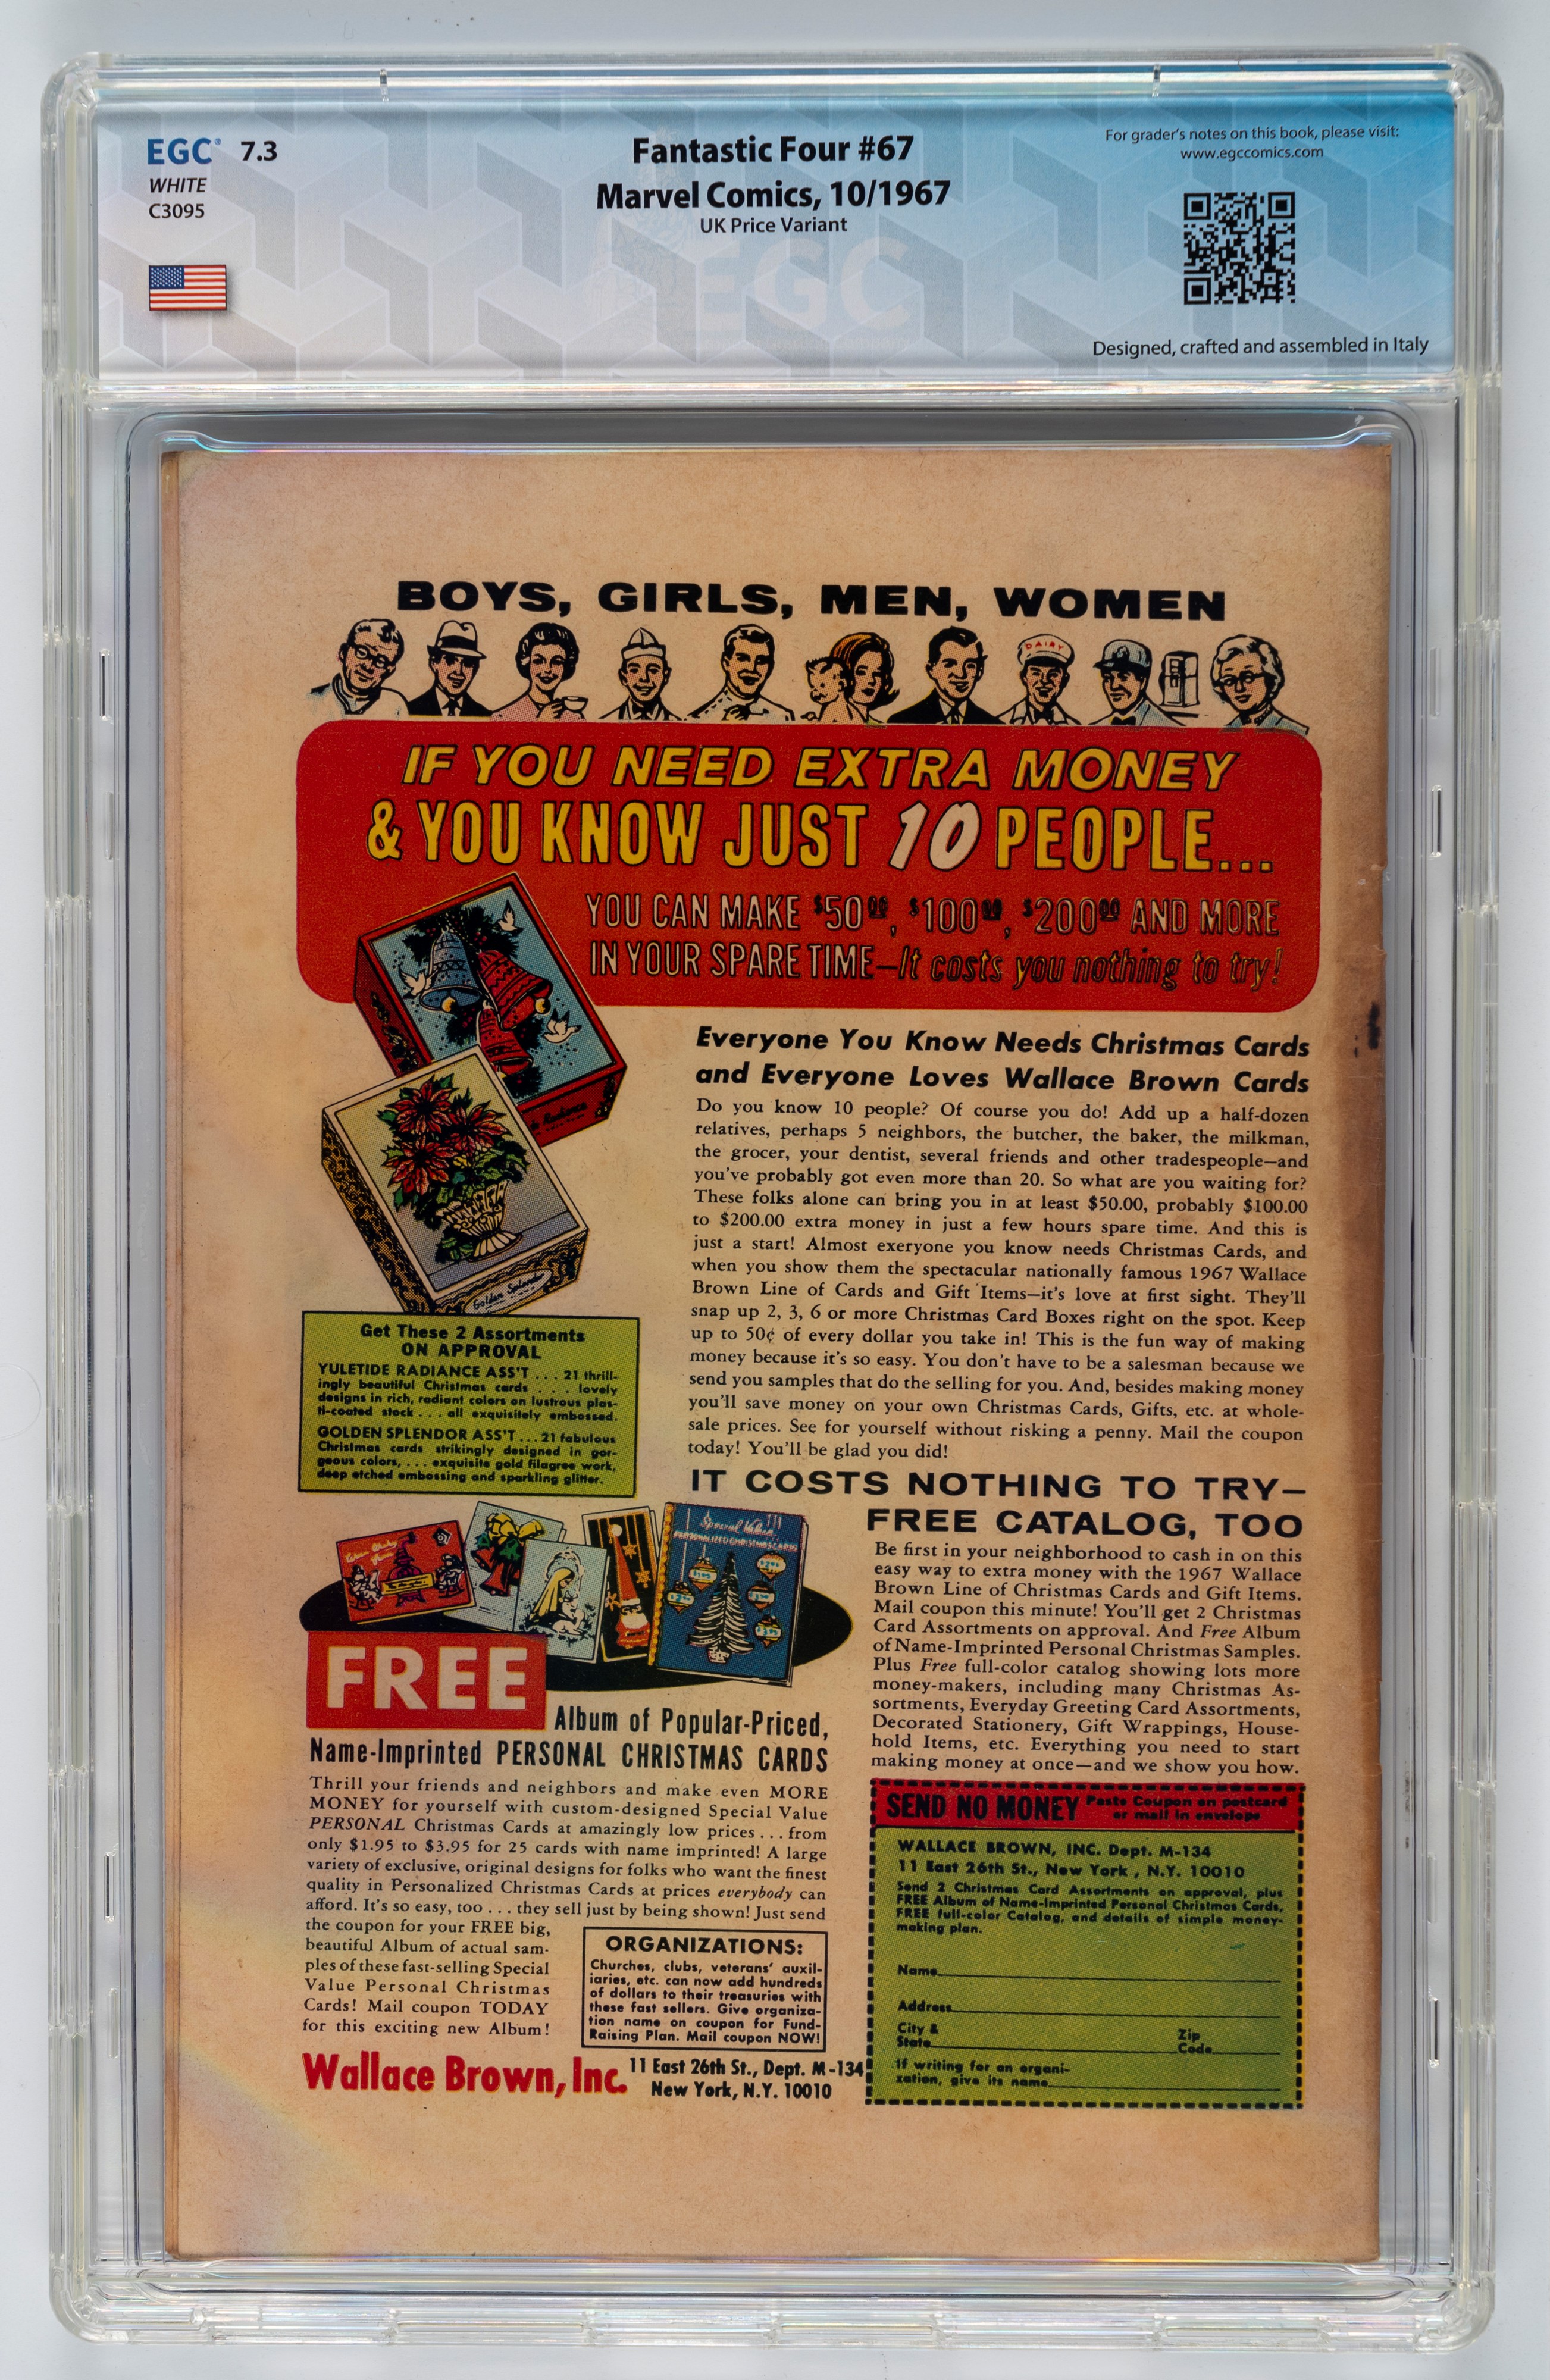 EGC® 7.3
WHITE
C3095
Fantastic Four #67
Marvel Comics, 10/1967
UK Price Variant
EGC
For grader's notes on this book, please visit:
www.egccomics.com
Designed, crafted and assembled in Italy
BOYS, GIRLS, MEN, WOMEN
DAIRY
IF YOU NEED EXTRA MONEY
& YOU KNOW JUST 10 PEOPLE...
YOU CAN MAKE $50.00, $100.00, $200.00 AND MORE
IN YOUR SPARE TIME—It costs you nothing to try!
Radiance
Golden Splendor
Everyone You Know Needs Christmas Cards
and Everyone Loves Wallace Brown Cards
Do you know 10 people? Of course you do! Add up a half-dozen
relatives, perhaps 5 neighbors, the butcher, the baker, the milkman,
the grocer, your dentist, several friends and other tradespeople—and
you've probably got even more than 20. So what are you waiting for?
These folks alone can bring you in at least $50.00, probably $100.00
to $200.00 extra money in just a few hours spare time. And this is
just a start! Almost exeryone you know needs Christmas Cards, and
when you show them the spectacular nationally famous 1967 Wallace
Brown Line of Cards and Gift Items—it's love at first sight. They'll
snap up 2, 3, 6 or more Christmas Card Boxes right on the spot. Keep
up to 50¢ of every dollar you take in! This is the fun way of making
money because it's so easy. You don't have to be a salesman because we
send you samples that do the selling for you. And, besides making money
you'll save money on your own Christmas Cards, Gifts, etc. at whole-
sale prices. See for yourself without risking a penny. Mail the coupon
today! You'll be glad you did!
Get These 2 Assortments
ON APPROVAL
YULETIDE RADIANCE ASS'T . . . 21 thrill-
ingly beautiful Christmas cards . . . lovely
designs in rich, radiant colors on lustrous plas-
ti-coated stock . . . all exquisitely embossed.
GOLDEN SPLENDOR ASS'T . . . 21 fabulous
Christmas cards strikingly designed in gor-
geous colors, . . . exquisite gold filagree work,
deep etched embossing and sparkling glitter.
IT COSTS NOTHING TO TRY—
FREE CATALOG, TOO
Be first in your neighborhood to cash in on this
easy way to extra money with the 1967 Wallace
Brown Line of Christmas Cards and Gift Items.
Mail coupon this minute! You'll get 2 Christmas
Card Assortments on approval. And Free Album
of Name-Imprinted Personal Christmas Samples.
Plus Free full-color catalog showing lots more
money-makers, including many Christmas As-
sortments, Everyday Greeting Card Assortments,
Decorated Stationery, Gift Wrappings, House-
hold Items, etc. Everything you need to start
making money at once—and we show you how.
Special Value!!!
PERSONALIZED CHRISTMAS CARDS
FREE
Album of Popular-Priced,
Name-Imprinted PERSONAL CHRISTMAS CARDS
Thrill your friends and neighbors and make even MORE
MONEY for yourself with custom-designed Special Value
PERSONAL Christmas Cards at amazingly low prices . . . from
only $1.95 to $3.95 for 25 cards with name imprinted! A large
variety of exclusive, original designs for folks who want the finest
quality in Personalized Christmas Cards at prices everybody can
afford. It's so easy, too . . . they sell just by being shown! Just send
the coupon for your FREE big,
beautiful Album of actual sam-
ples of these fast-selling Special
Value Personal Christmas
Cards! Mail coupon TODAY
for this exciting new Album!
ORGANIZATIONS:
Churches, clubs, veterans' auxil-
iaries, etc. can now add hundreds
of dollars to their treasuries with
these fast sellers. Give organiza-
tion name on coupon for Fund-
Raising Plan. Mail coupon NOW!
Wallace Brown, Inc. 11 East 26th St., Dept. M-134
New York, N.Y. 10010
SEND NO MONEY Paste Coupon on postcard
or mail in envelope
WALLACE BROWN, INC. Dept. M-134
11 East 26th St., New York, N.Y. 10010
Send 2 Christmas Card Assortments on approval, plus
FREE Album of Name-Imprinted Personal Christmas Cards,
FREE full-color Catalog, and details of simple money-
making plan.
Name
Address
City &
State
Zip
Code
If writing for an organi-
zation, give its name